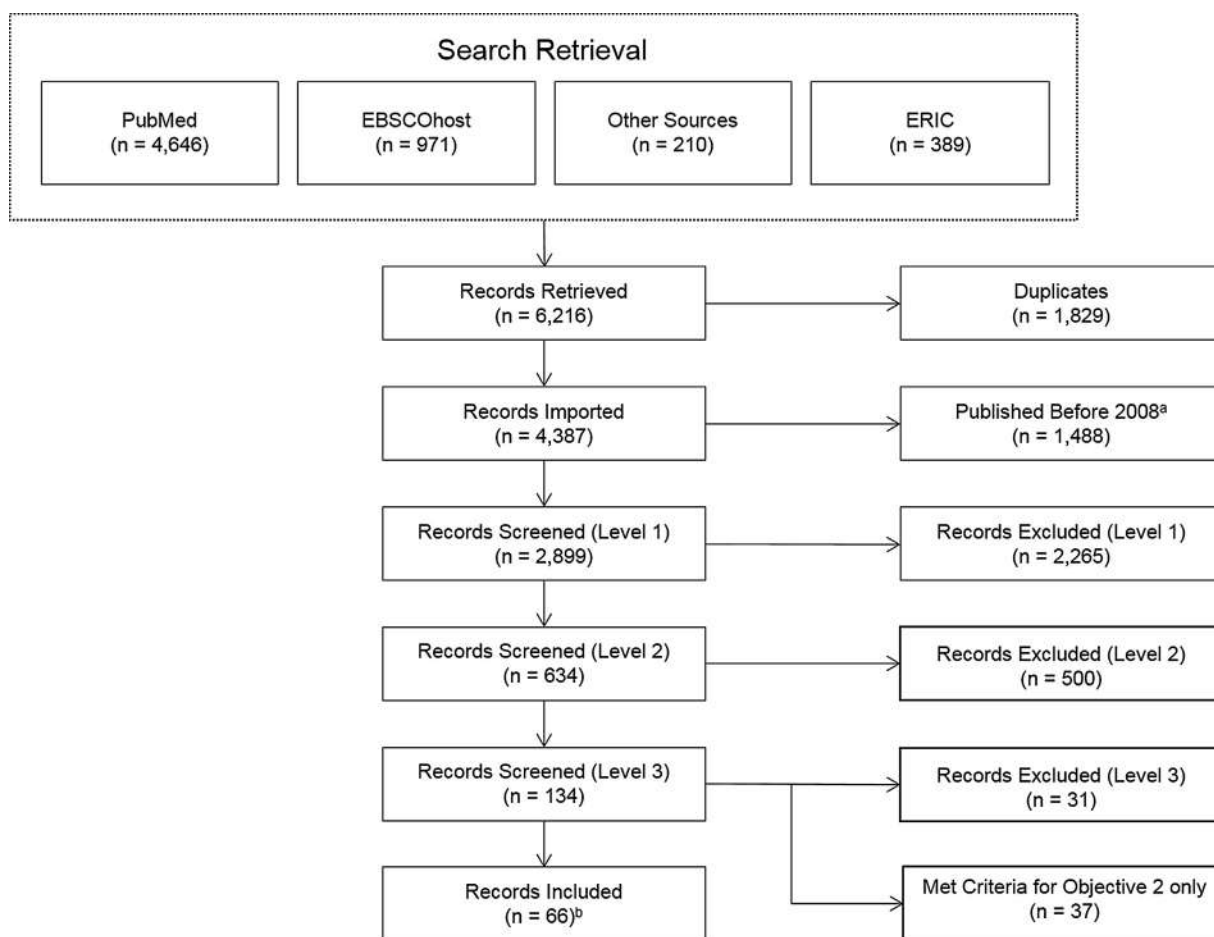 Search Retrieval
PubMed
(n = 4,646)
EBSCOhost
(n = 971)
Other Sources
(n = 210)
ERIC
(n = 389)
Records Retrieved
(n = 6,216)
Duplicates
(n = 1,829)
Records Imported
(n = 4,387)
Published Before 2008ᵃ
(n = 1,488)
Records Screened (Level 1)
(n = 2,899)
Records Excluded (Level 1)
(n = 2,265)
Records Screened (Level 2)
(n = 634)
Records Excluded (Level 2)
(n = 500)
Records Screened (Level 3)
(n = 134)
Records Excluded (Level 3)
(n = 31)
Records Included
(n = 66)ᵇ
Met Criteria for Objective 2 only
(n = 37)